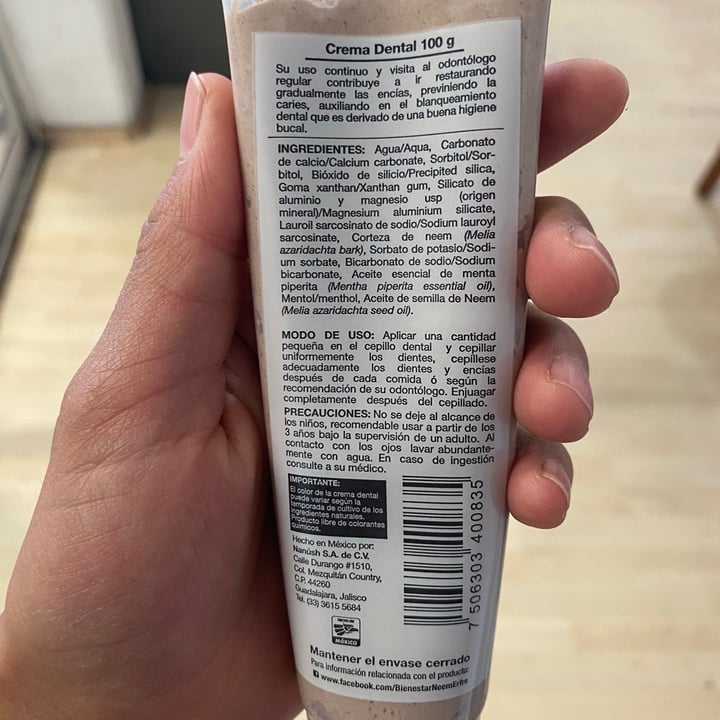 Crema Dental 100 g
Su uso continuo y visita al odontólogo
regular contribuye a ir restaurando
gradualmente las encías, previniendo la
caries, auxiliando en el blanqueamiento
dental que es derivado de una buena higiene
bucal.
INGREDIENTES: Agua/Aqua, Carbonato
de calcio/Calcium carbonate, Sorbitol/Sor-
bitol, Bióxido de silicio/Precipited silica,
Goma xanthan/Xanthan gum, Silicato de
aluminio y magnesio usp (origen
mineral)/Magnesium aluminium silicate,
Lauroil sarcosinato de sodio/Sodium lauroyl
sarcosinate, Corteza de neem (Melia
azaridachta bark), Sorbato de potasio/Sodi-
um sorbate, Bicarbonato de sodio/Sodium
bicarbonate, Aceite esencial de menta
piperita (Mentha piperita essential oil),
Mentol/menthol, Aceite de semilla de Neem
(Melia azaridachta seed oil).
MODO DE USO: Aplicar una cantidad
pequeña en el cepillo dental y cepillar
uniformemente los dientes, cepíllese
adecuadamente los dientes y encías
después de cada comida ó según la
recomendación de su odontólogo. Enjuagar
completamente después del cepillado.
PRECAUCIONES: No se deje al alcance de
los niños, recomendable usar a partir de los
3 años bajo la supervisión de un adulto. Al
contacto con los ojos lavar abundante-
mente con agua. En caso de ingestión
consulte a su médico.
IMPORTANTE:
El color de la crema dental
puede variar según la
temporada de cultivo de los
ingredientes naturales.
Producto libre de colorantes
químicos.
Hecho en México por:
Nanúsh S.A. de C.V.
Calle Durango #1510,
Col. Mezquitán Country,
C.P. 44260
Guadalajara, Jalisco
Tel. (33) 3615 5684
7 506303 400835
HECHO EN
MÉXICO
Mantener el envase cerrado
Para información relacionada con el producto:
www.facebook.com/BienestarNeemErfre